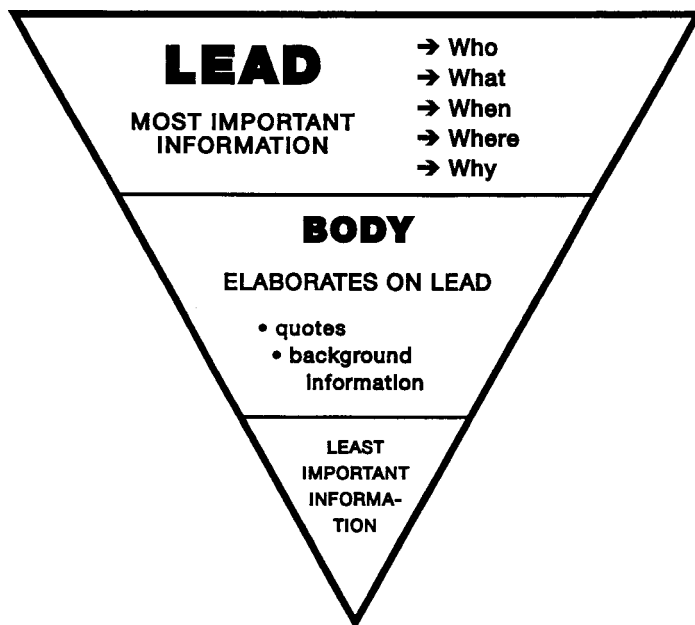 LEAD
MOST IMPORTANT
INFORMATION
→ Who
→ What
→ When
→ Where
→ Why
BODY
ELABORATES ON LEAD
• quotes
• background
information
LEAST
IMPORTANT
INFORMA-
TION